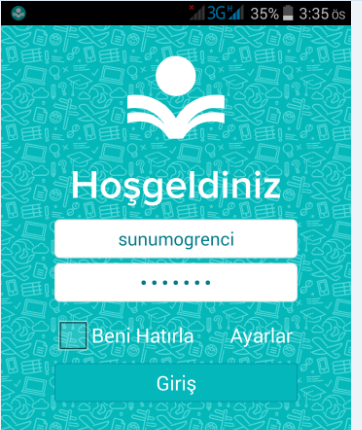 3G H 35% 3:35 ös
Hoşgeldiniz
sunumogrenci
•••••••
Beni Hatırla Ayarlar
Giriş